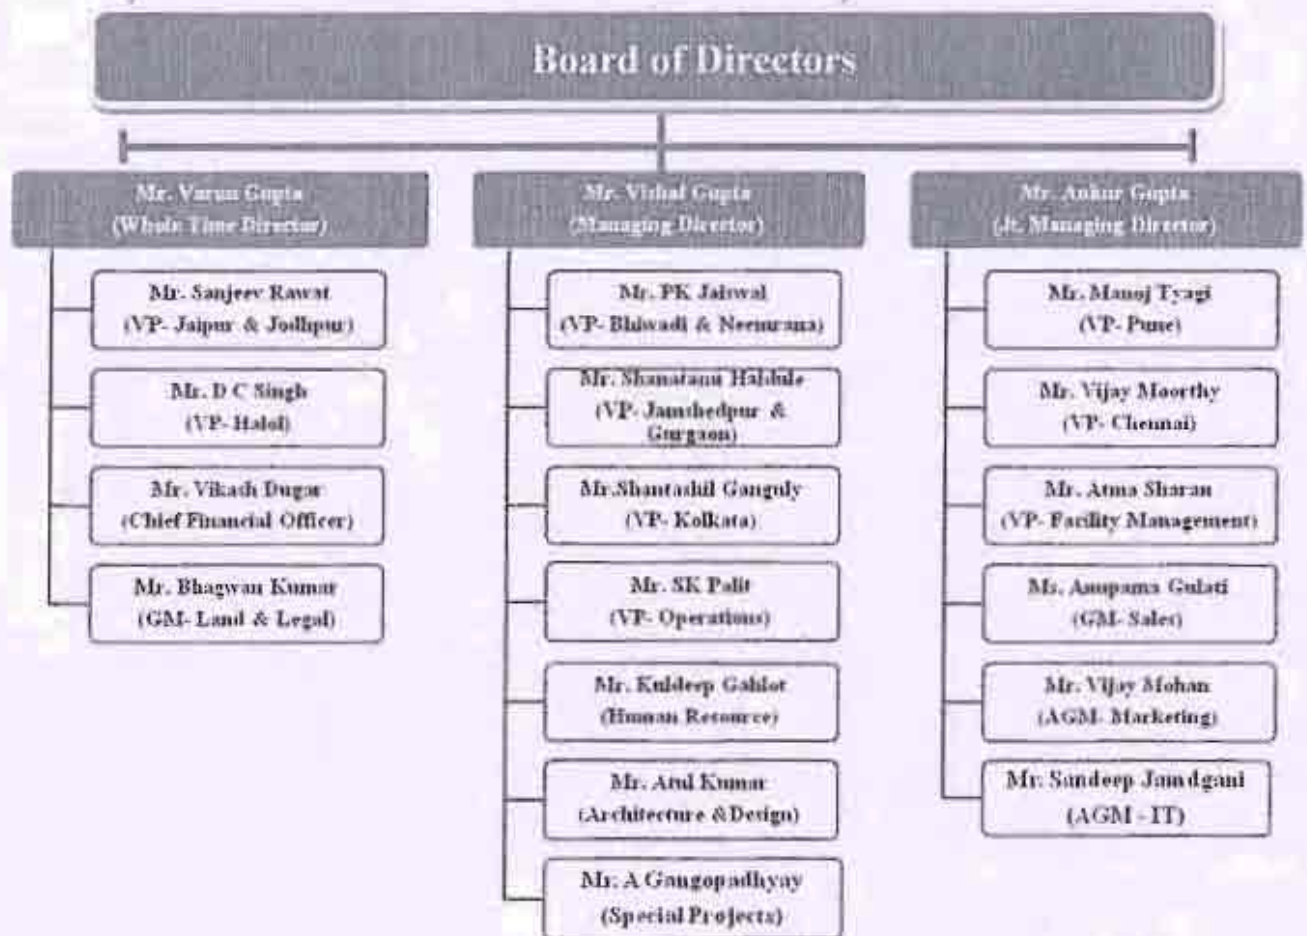 Board of Directors
Mr. Varun Gupta
(Whole Time Director)
Mr. Sanjeev Rawat
(VP- Jaipur & Jodhpur)
Mr. D C Singh
(VP- Halol)
Mr. Vikash Dugar
(Chief Financial Officer)
Mr. Bhagwan Kumar
(GM- Land & Legal)
Mr. Vishal Gupta
(Managing Director)
Mr. PK Jaiswal
(VP- Bhiwadi & Neemrana)
Mr. Shanatanu Haldule
(VP- Jamshedpur &
Gurgaon)
Mr.Shantashil Ganguly
(VP- Kolkata)
Mr. SK Palit
(VP- Operations)
Mr. Kuldeep Gahlot
(Human Resource)
Mr. Atul Kumar
(Architecture &Design)
Mr. A Gangopadhyay
(Special Projects)
Mr. Ankur Gupta
(Jt. Managing Director)
Mr. Manoj Tyagi
(VP- Pune)
Mr. Vijay Moorthy
(VP- Chennai)
Mr. Atma Sharan
(VP- Facility Management)
Ms. Anupama Gulati
(GM- Sales)
Mr. Vijay Mohan
(AGM- Marketing)
Mr. Sandeep Jamdgani
(AGM - IT)